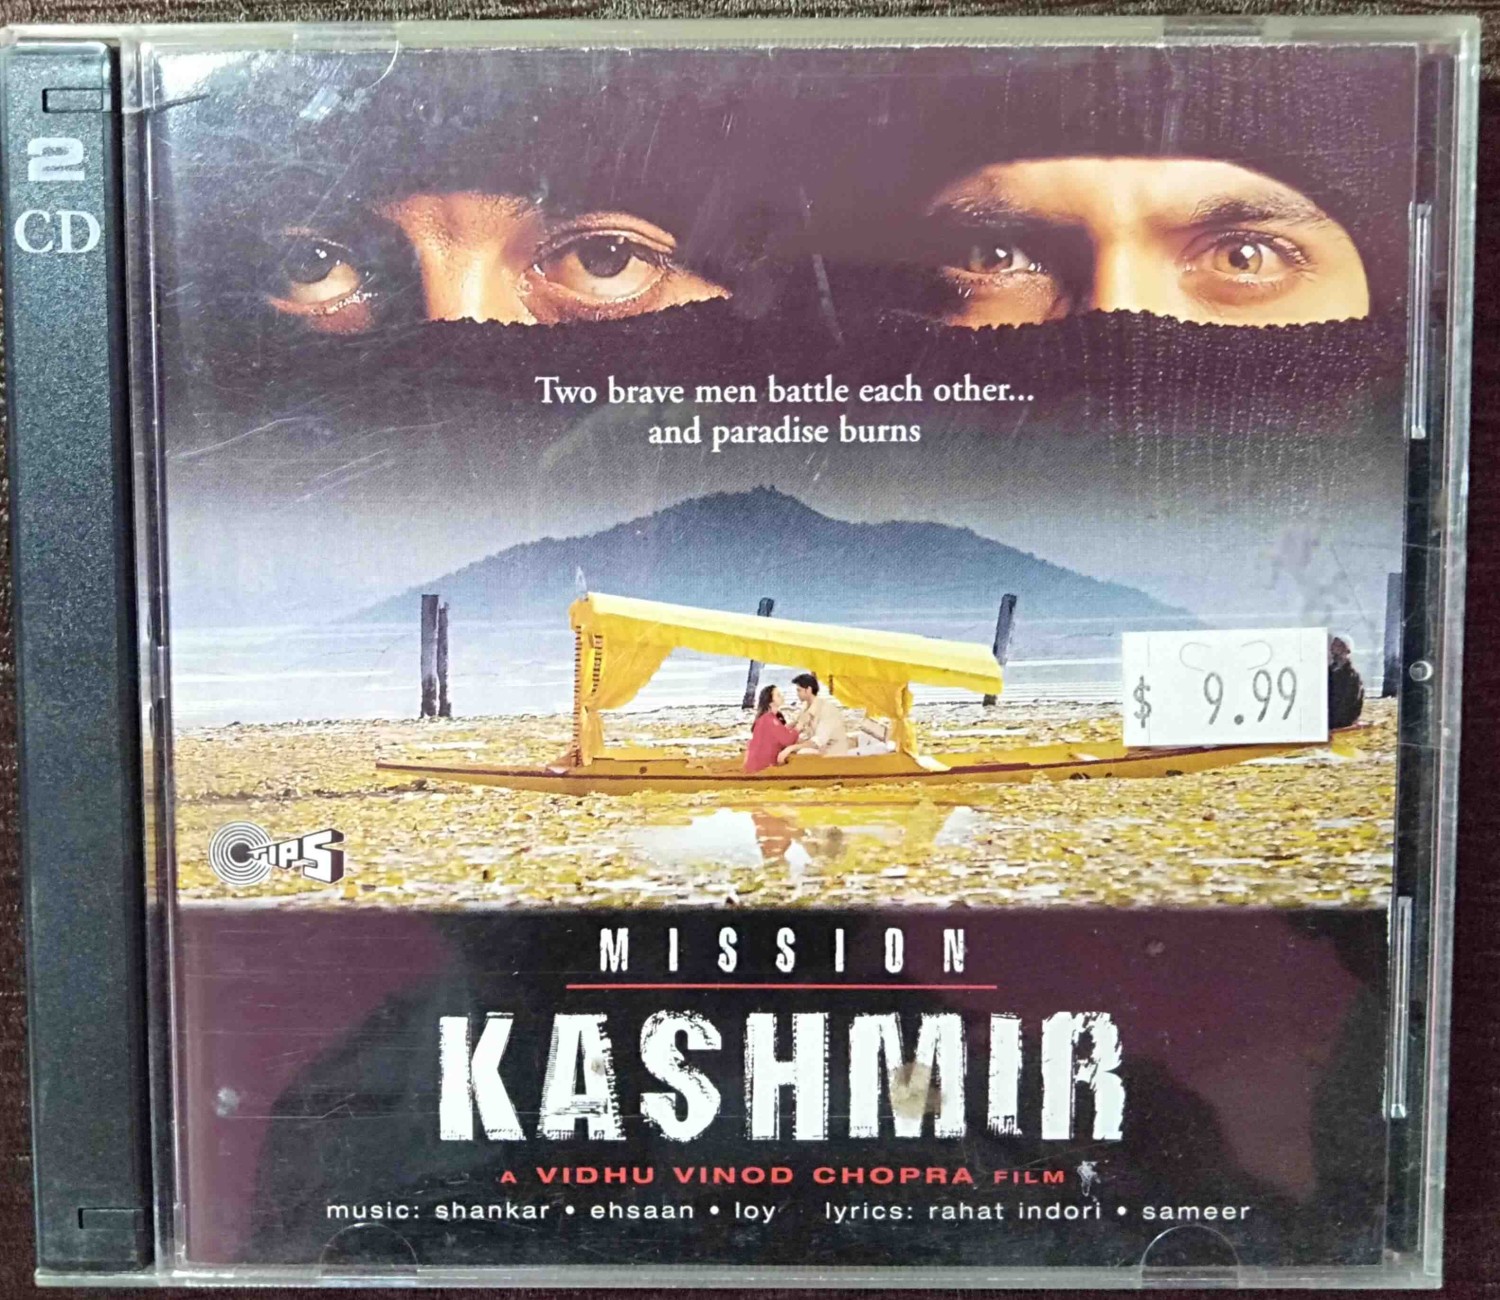 2
CD
Two brave men battle each other...
and paradise burns
$ 9.99
TIPS
MISSION
KASHMIR
A VIDHU VINOD CHOPRA FILM
music: shankar • ehsaan • loy lyrics: rahat indori • sameer